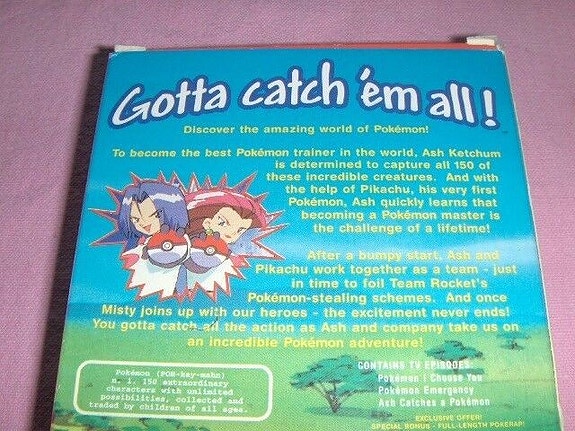 Gotta catch 'em all!
Discover the amazing world of Pokémon!
To become the best Pokémon trainer in the world, Ash Ketchum
is determined to capture all 150 of
these incredible creatures. And with
the help of Pikachu, his very first
Pokémon, Ash quickly learns that
becoming a Pokémon master is
the challenge of a lifetime!
After a bumpy start, Ash and
Pikachu work together as a team - just
in time to foil Team Rocket's
Pokémon-stealing schemes. And once
Misty joins up with our heroes - the excitement never ends!
You gotta catch all the action as Ash and company take us on
an incredible Pokémon adventure!
Pokémon [POH-kay-mahn]
n. 1. 150 extraordinary
characters with unlimited
possibilities, collected and
traded by children of all ages.
CONTAINS TV EPISODES:
Pokémon I Choose You
Pokémon Emergency
Ash Catches a Pokémon
EXCLUSIVE OFFER!
SPECIAL BONUS - FULL-LENGTH POKERAP!